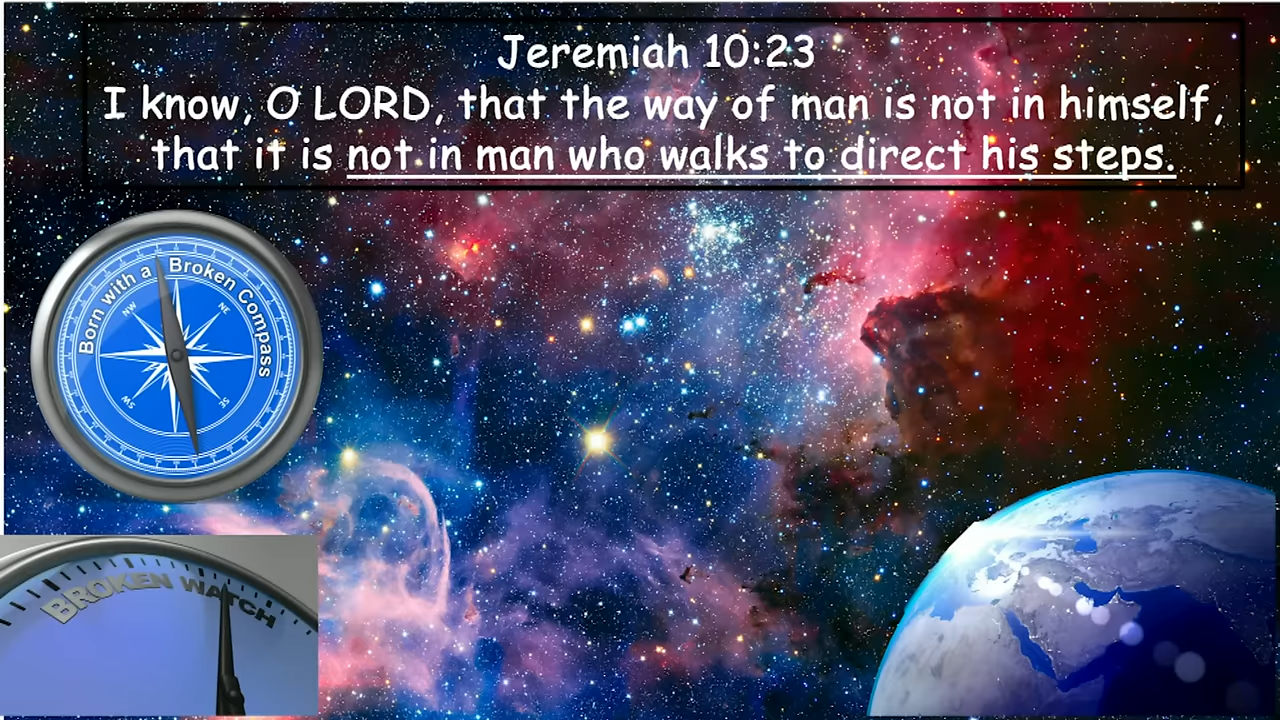 Jeremiah 10:23
I know, O LORD, that the way of man is not in himself,
that it is not in man who walks to direct his steps.
Born with a Broken Compass
NW NE
SW SE
BROKEN WATCH